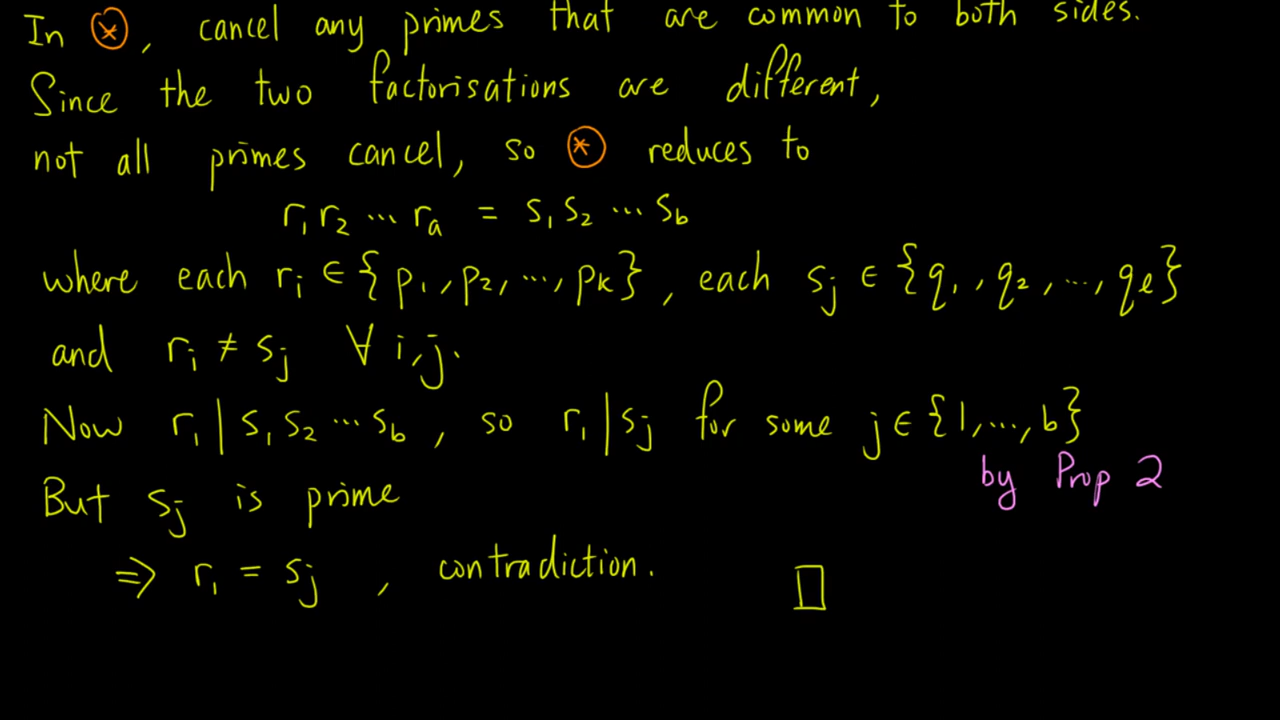 In ⊛, cancel any primes that are common to both sides.
Since the two factorisations are different,
not all primes cancel, so ⊛ reduces to
r₁r₂ ⋯ rₐ = s₁s₂ ⋯ s_b
where each rᵢ ∈ {p₁, p₂, ..., p_k}, each sⱼ ∈ {q₁, q₂, ..., q_ℓ}
and rᵢ ≠ sⱼ ∀ i,j.
Now r₁ | s₁s₂ ⋯ s_b, so r₁ | sⱼ for some j ∈ {1, ..., b}
by Prop 2
But sⱼ is prime
⇒ r₁ = sⱼ, contradiction. □